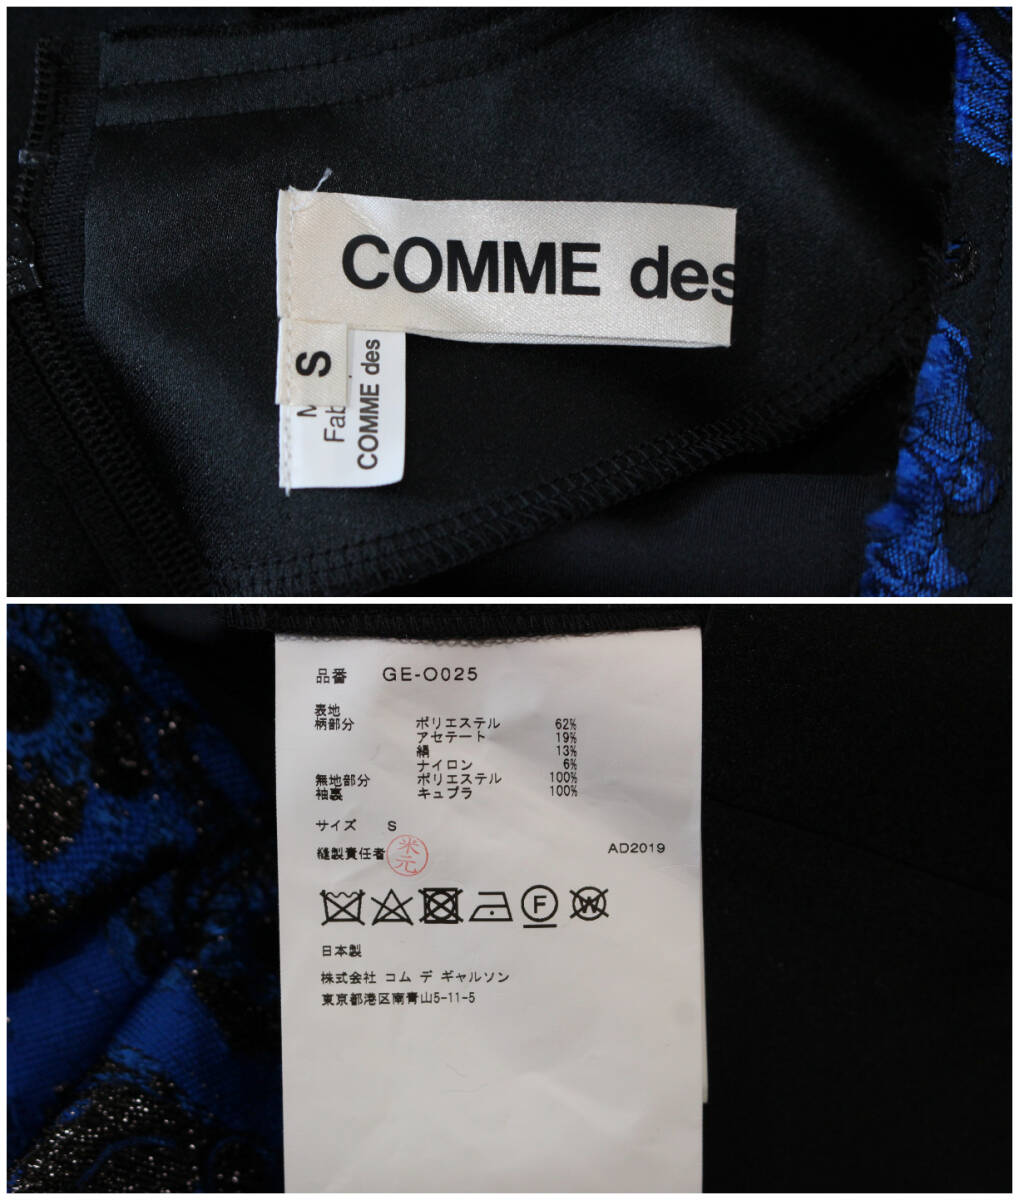 COMME des
S
M
Fab
COMME des
品番 GE-O025
表地
柄部分 ポリエステル 62%
アセテート 19%
絹 13%
ナイロン 6%
無地部分 ポリエステル 100%
袖裏 キュプラ 100%
サイズ S
縫製責任者 米元 AD2019
F W
日本製
株式会社 コム デ ギャルソン
東京都港区南青山5-11-5